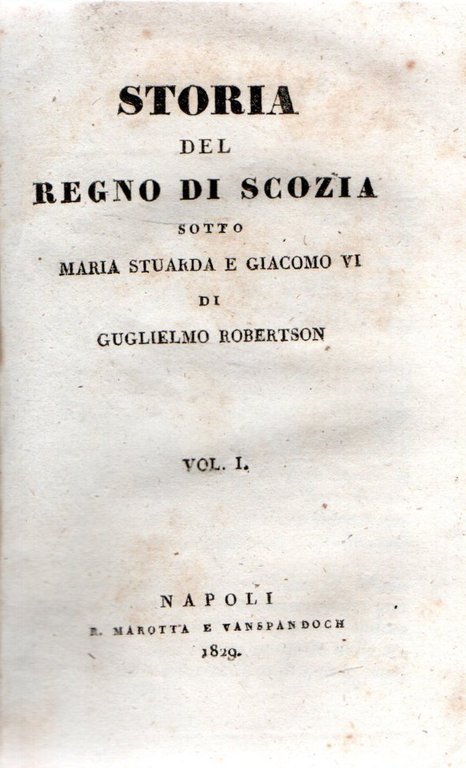 STORIA
DEL
REGNO DI SCOZIA
SOTTO
MARIA STUARDA E GIACOMO VI
DI
GUGLIELMO ROBERTSON
VOL. I.
NAPOLI
R. MAROTTA E VANSPANDOCH
1829.